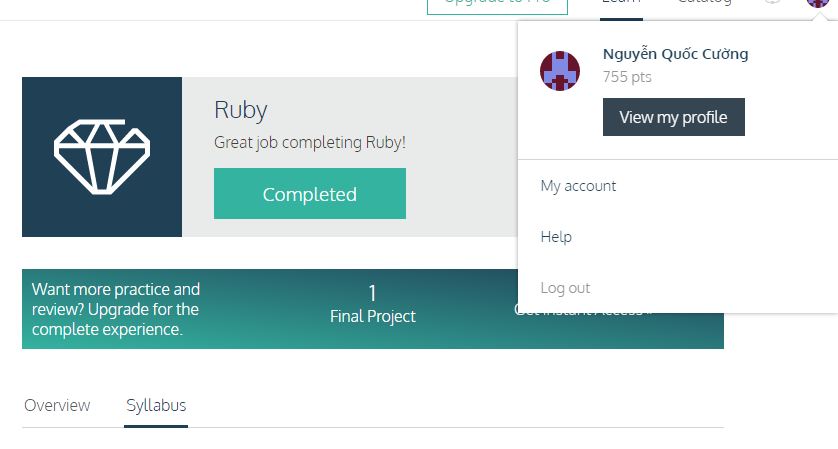 Upgrade to Pro
Learn
Catalog
Nguyễn Quốc Cường
755 pts
View my profile
My account
Help
Log out
Ruby
Great job completing Ruby!
Completed
Want more practice and
review? Upgrade for the
complete experience.
1
Final Project
Get Instant Access »
Overview
Syllabus